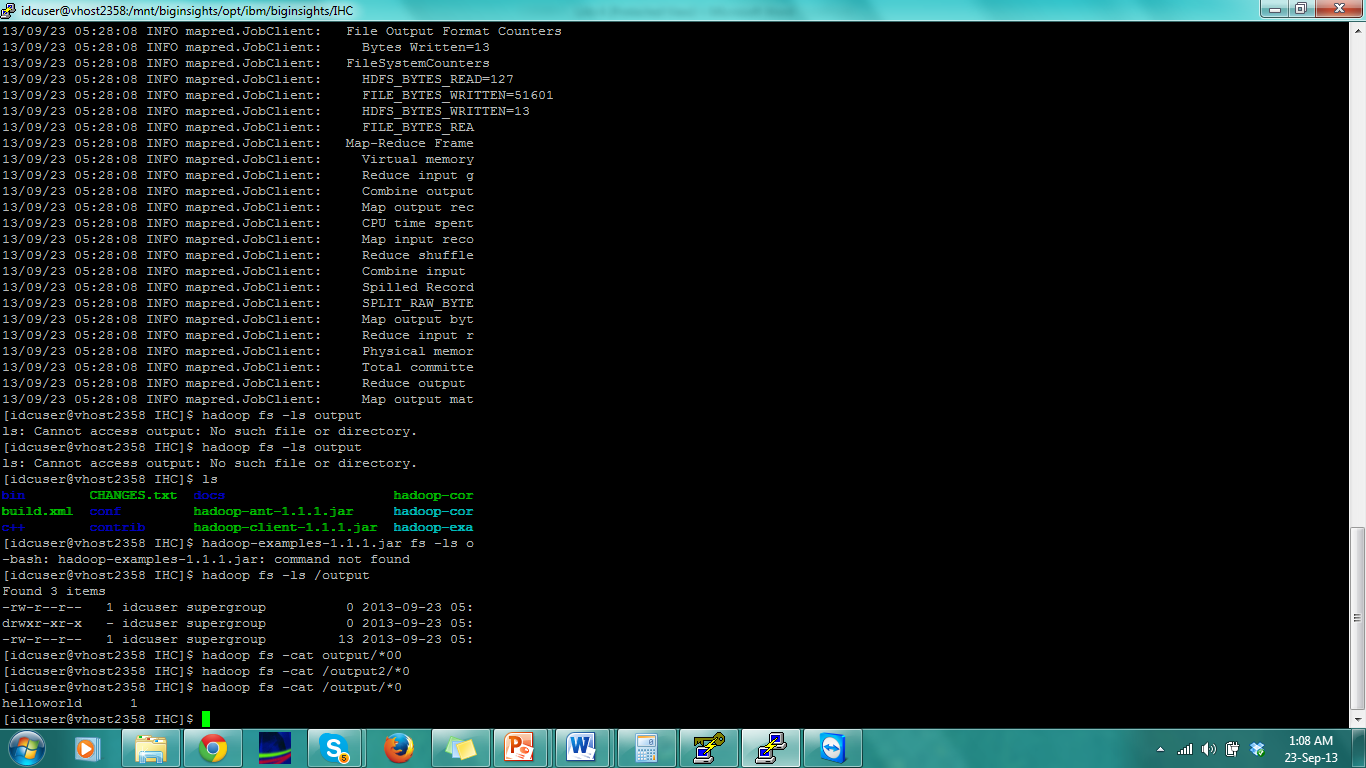 idcuser@vhost2358:/mnt/biginsights/opt/ibm/biginsights/IHC
13/09/23 05:28:08 INFO mapred.JobClient:   File Output Format Counters
13/09/23 05:28:08 INFO mapred.JobClient:     Bytes Written=13
13/09/23 05:28:08 INFO mapred.JobClient:   FileSystemCounters
13/09/23 05:28:08 INFO mapred.JobClient:     HDFS_BYTES_READ=127
13/09/23 05:28:08 INFO mapred.JobClient:     FILE_BYTES_WRITTEN=51601
13/09/23 05:28:08 INFO mapred.JobClient:     HDFS_BYTES_WRITTEN=13
13/09/23 05:28:08 INFO mapred.JobClient:     FILE_BYTES_REA
13/09/23 05:28:08 INFO mapred.JobClient:   Map-Reduce Frame
13/09/23 05:28:08 INFO mapred.JobClient:     Virtual memory
13/09/23 05:28:08 INFO mapred.JobClient:     Reduce input g
13/09/23 05:28:08 INFO mapred.JobClient:     Combine output
13/09/23 05:28:08 INFO mapred.JobClient:     Map output rec
13/09/23 05:28:08 INFO mapred.JobClient:     CPU time spent
13/09/23 05:28:08 INFO mapred.JobClient:     Map input reco
13/09/23 05:28:08 INFO mapred.JobClient:     Reduce shuffle
13/09/23 05:28:08 INFO mapred.JobClient:     Combine input
13/09/23 05:28:08 INFO mapred.JobClient:     Spilled Record
13/09/23 05:28:08 INFO mapred.JobClient:     SPLIT_RAW_BYTE
13/09/23 05:28:08 INFO mapred.JobClient:     Map output byt
13/09/23 05:28:08 INFO mapred.JobClient:     Reduce input r
13/09/23 05:28:08 INFO mapred.JobClient:     Physical memor
13/09/23 05:28:08 INFO mapred.JobClient:     Total committe
13/09/23 05:28:08 INFO mapred.JobClient:     Reduce output
13/09/23 05:28:08 INFO mapred.JobClient:     Map output mat
[idcuser@vhost2358 IHC]$ hadoop fs -ls output
ls: Cannot access output: No such file or directory.
[idcuser@vhost2358 IHC]$ hadoop fs -ls output
ls: Cannot access output: No such file or directory.
[idcuser@vhost2358 IHC]$ ls
bin        CHANGES.txt  docs                     hadoop-cor
build.xml  conf         hadoop-ant-1.1.1.jar     hadoop-cor
c++        contrib      hadoop-client-1.1.1.jar  hadoop-exa
[idcuser@vhost2358 IHC]$ hadoop-examples-1.1.1.jar fs -ls o
-bash: hadoop-examples-1.1.1.jar: command not found
[idcuser@vhost2358 IHC]$ hadoop fs -ls /output
Found 3 items
-rw-r--r--   1 idcuser supergroup          0 2013-09-23 05:
drwxr-xr-x   - idcuser supergroup          0 2013-09-23 05:
-rw-r--r--   1 idcuser supergroup         13 2013-09-23 05:
[idcuser@vhost2358 IHC]$ hadoop fs -cat output/*00
[idcuser@vhost2358 IHC]$ hadoop fs -cat /output2/*0
[idcuser@vhost2358 IHC]$ hadoop fs -cat /output/*0
helloworld      1
[idcuser@vhost2358 IHC]$
1:08 AM
23-Sep-13